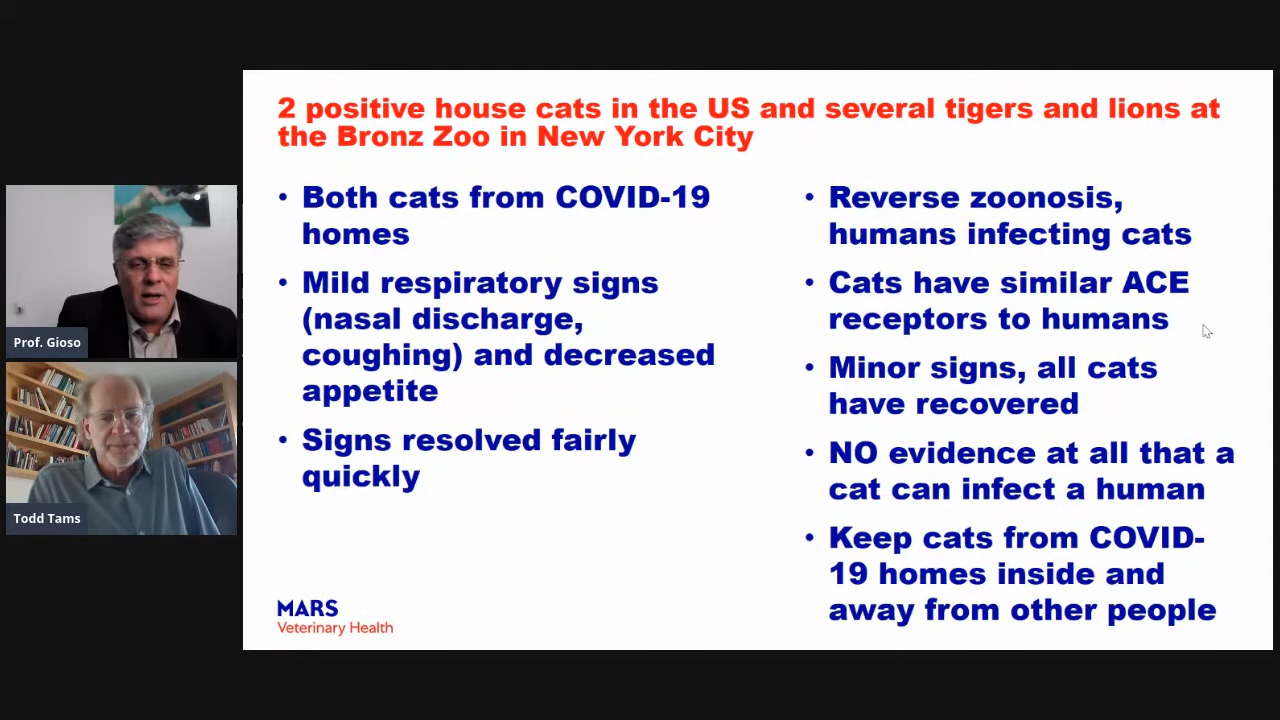 2 positive house cats in the US and several tigers and lions at
the Bronz Zoo in New York City
• Both cats from COVID-19
homes
• Mild respiratory signs
(nasal discharge,
coughing) and decreased
appetite
• Signs resolved fairly
quickly
• Reverse zoonosis,
humans infecting cats
• Cats have similar ACE
receptors to humans
• Minor signs, all cats
have recovered
• NO evidence at all that a
cat can infect a human
• Keep cats from COVID-
19 homes inside and
away from other people
MARS
Veterinary Health
Prof. Gioso
Todd Tams